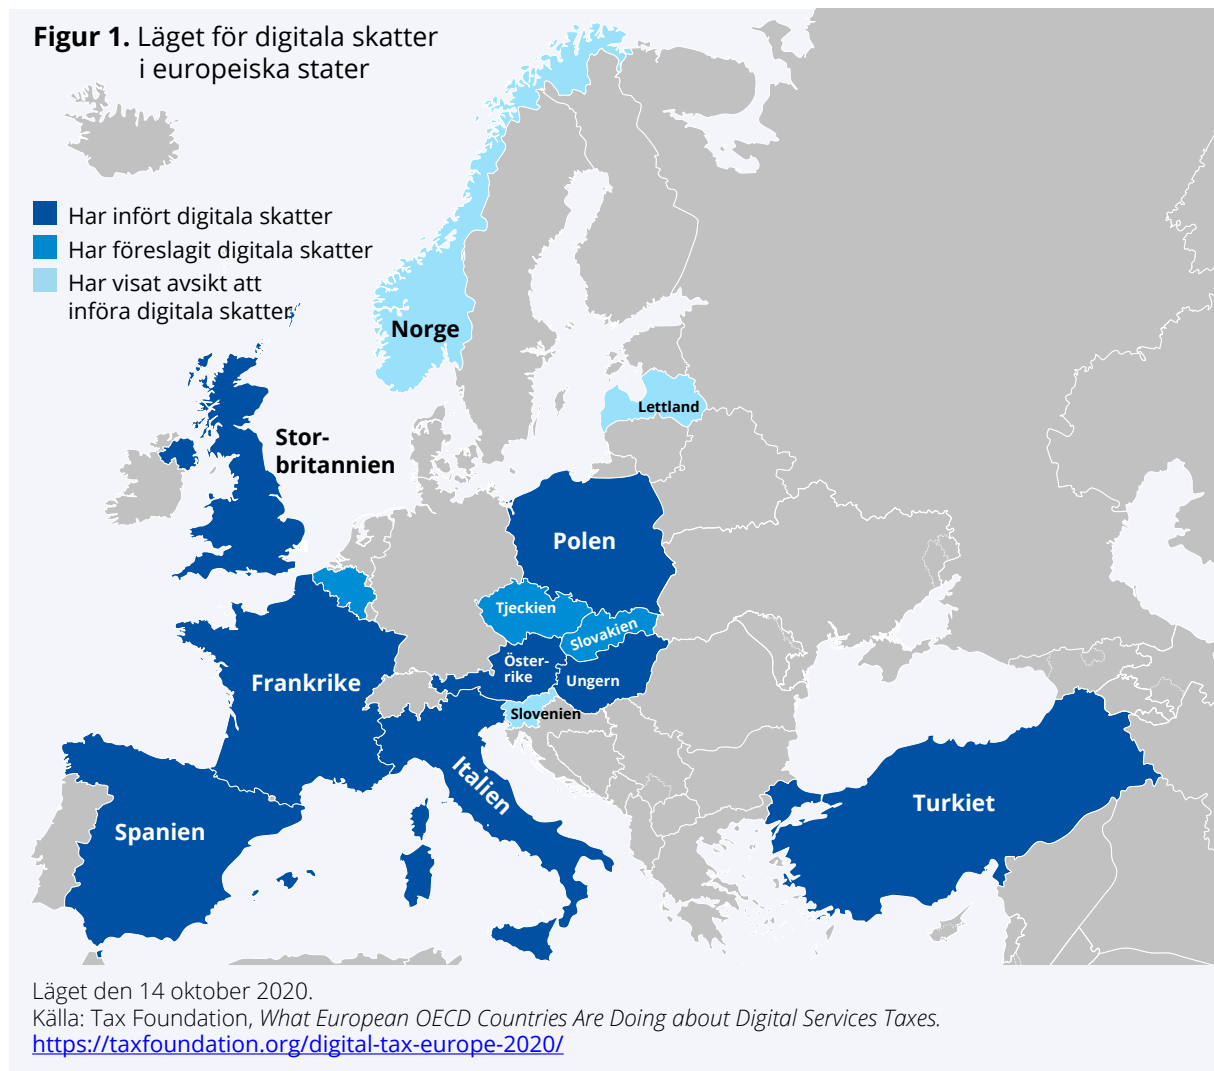 Figur 1. Läget för digitala skatter
i europeiska stater
Har infört digitala skatter
Har föreslagit digitala skatter
Har visat avsikt att
införa digitala skatter
Norge
Lettland
Stor-
britannien
Polen
Tjeckien
Slovakien
Öster-
rike
Ungern
Frankrike
Slovenien
Italien
Spanien
Turkiet
Läget den 14 oktober 2020.
Källa: Tax Foundation, What European OECD Countries Are Doing about Digital Services Taxes.
https://taxfoundation.org/digital-tax-europe-2020/